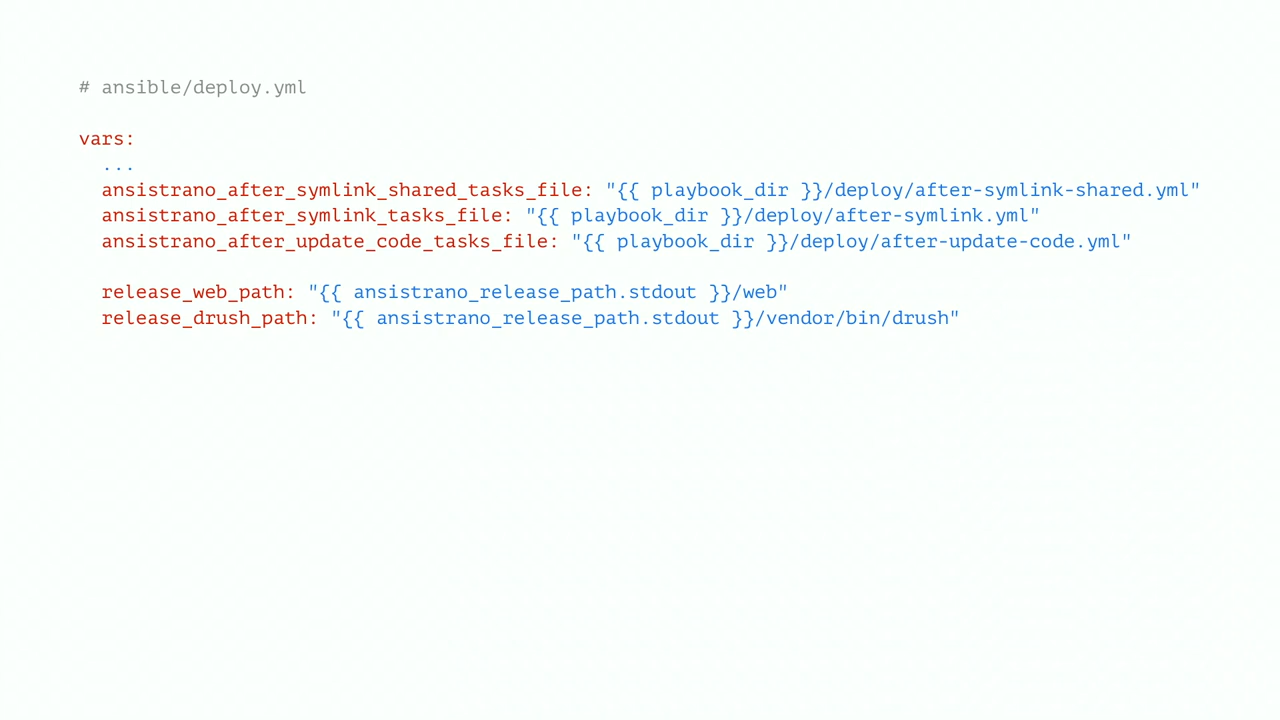 # ansible/deploy.yml
vars:
...
ansistrano_after_symlink_shared_tasks_file: "{{ playbook_dir }}/deploy/after-symlink-shared.yml"
ansistrano_after_symlink_tasks_file: "{{ playbook_dir }}/deploy/after-symlink.yml"
ansistrano_after_update_code_tasks_file: "{{ playbook_dir }}/deploy/after-update-code.yml"
release_web_path: "{{ ansistrano_release_path.stdout }}/web"
release_drush_path: "{{ ansistrano_release_path.stdout }}/vendor/bin/drush"